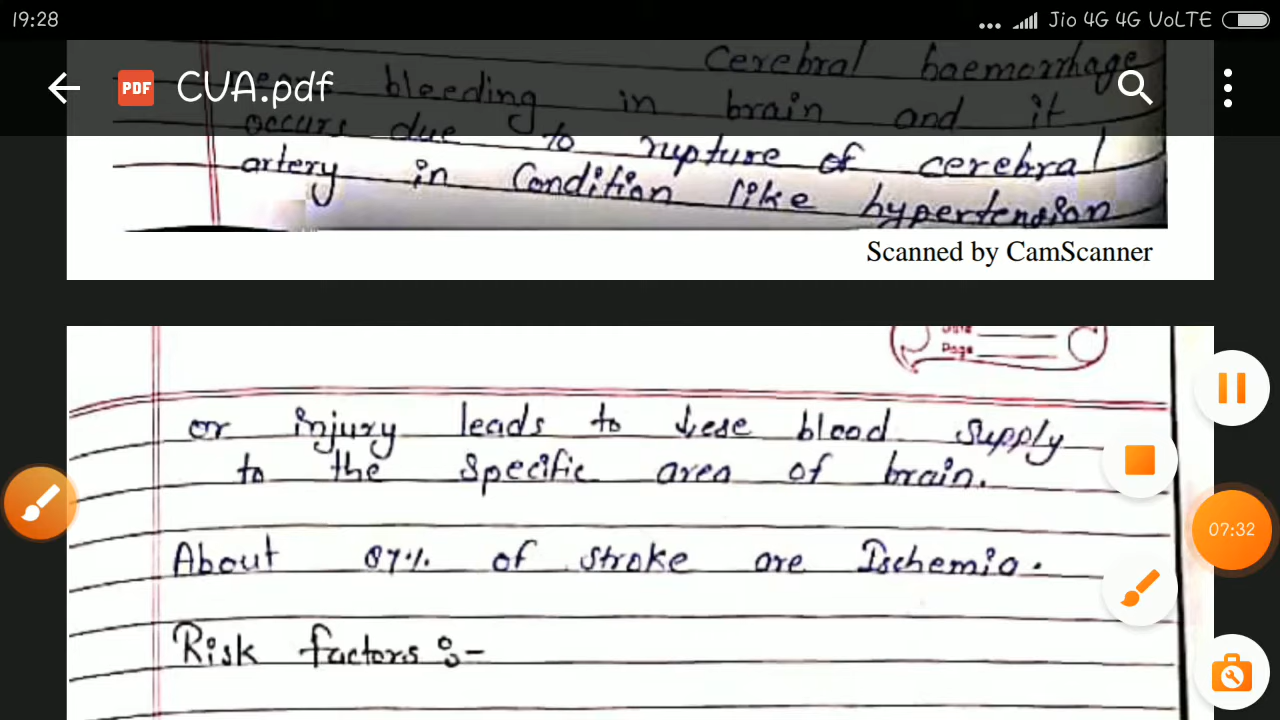 19:28
... Jio 4G 4G VoLTE
PDF CUA.pdf
Cerebral haemorrhage
bleeding in brain and it
occurs due to rupture of cerebral
artery in Condition like hypertension
Scanned by CamScanner
Date
Page
or injury leads to blood supply
to the specific area of brain.
About 87% of stroke are Ischemic.
Risk factors :-
07:32